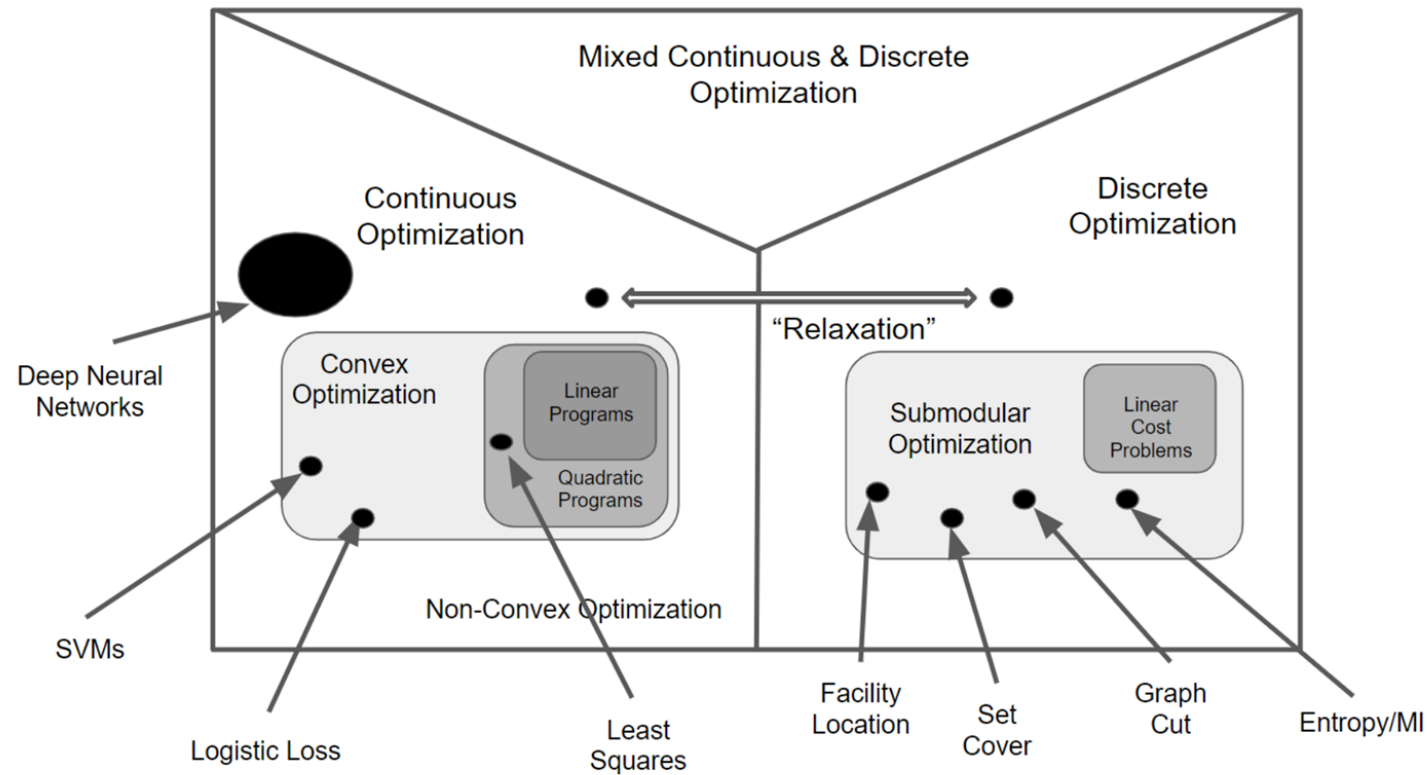 Mixed Continuous & Discrete
Optimization
Continuous
Optimization
Discrete
Optimization
“Relaxation”
Deep Neural
Networks
Convex
Optimization
Linear
Programs
Quadratic
Programs
Submodular
Optimization
Linear
Cost
Problems
Non-Convex Optimization
SVMs
Logistic Loss
Least
Squares
Facility
Location
Set
Cover
Graph
Cut
Entropy/MI